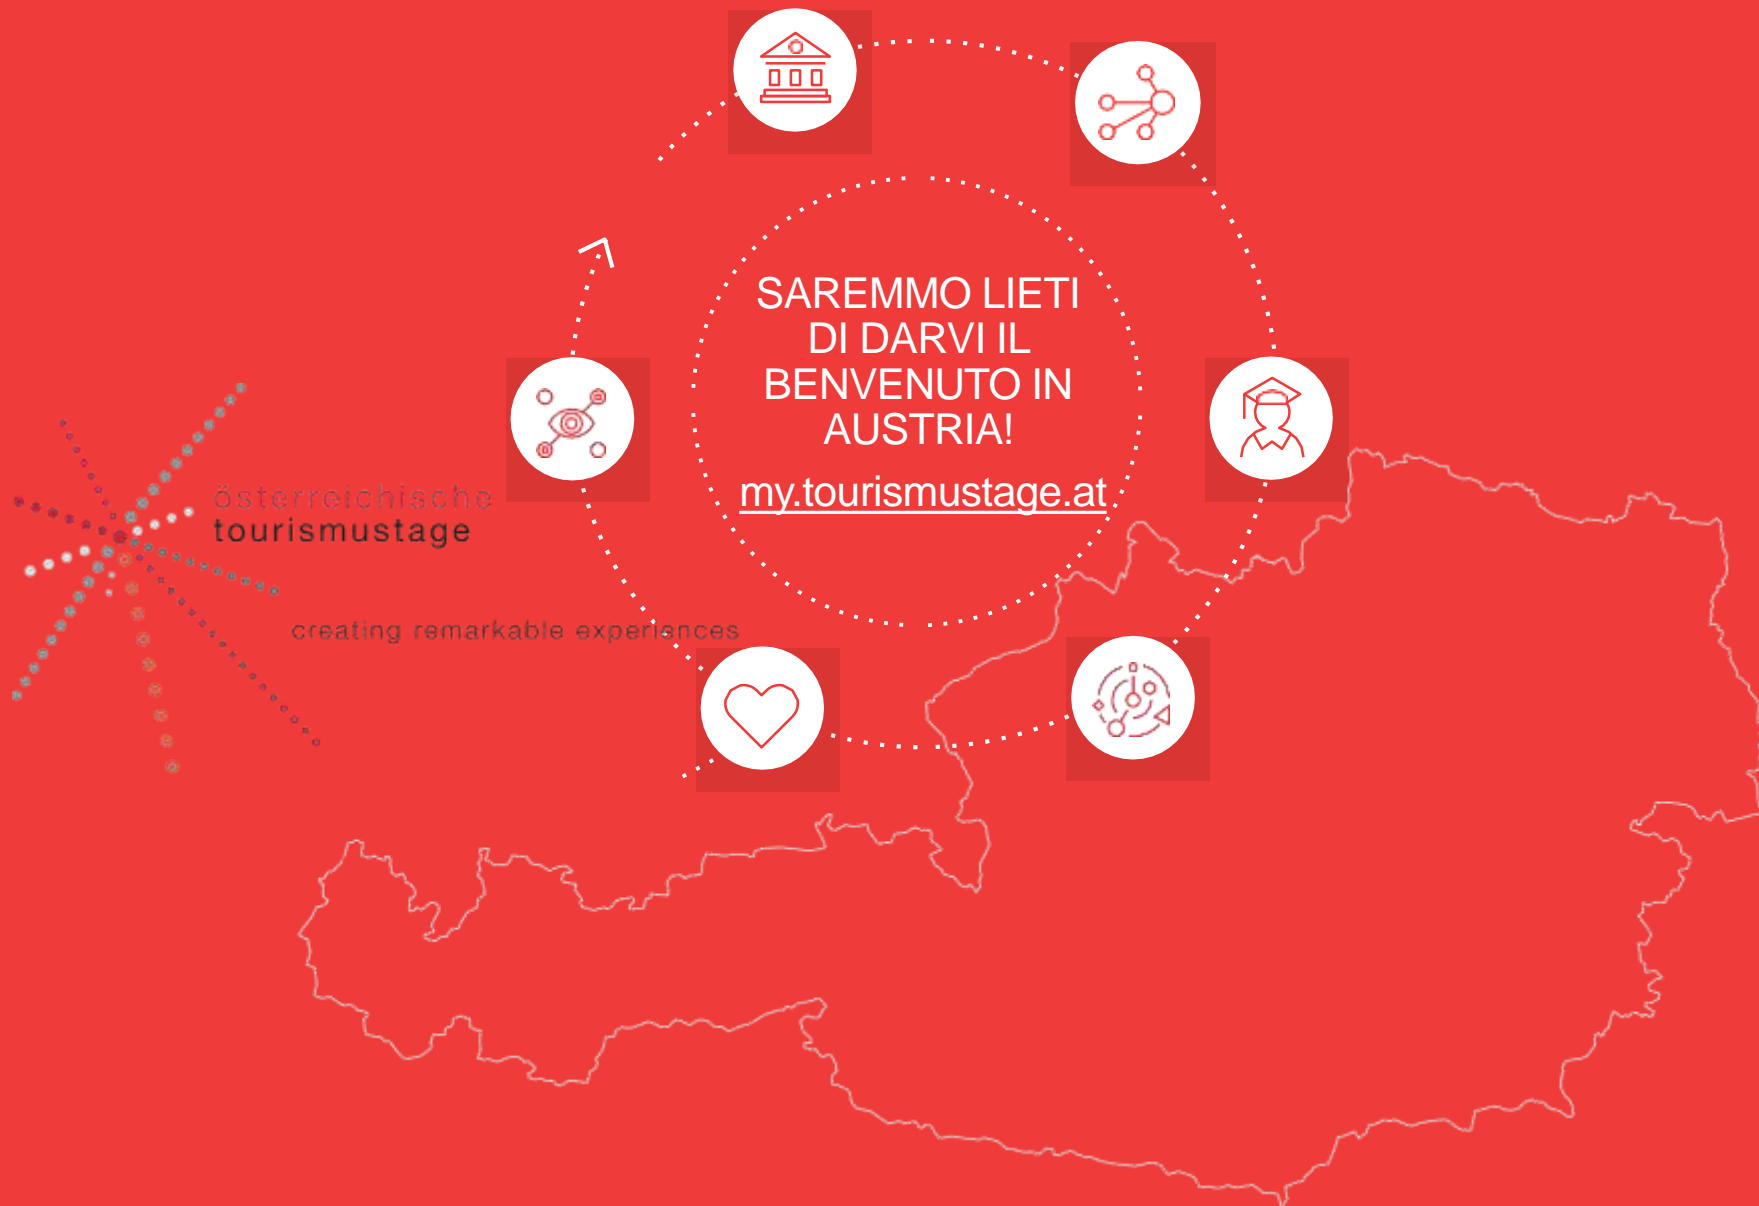 SAREMMO LIETI
DI DARVI IL
BENVENUTO IN
AUSTRIA!
my.tourismustage.at
österreichische
tourismustage
creating remarkable experiences